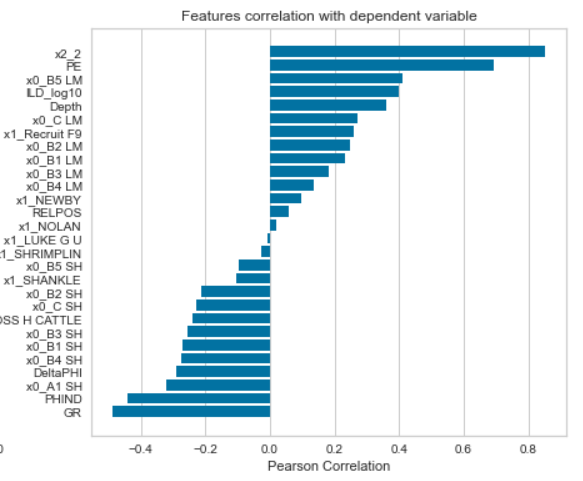 Features correlation with dependent variable
x2_2
PE
x0_B5 LM
ILD_log10
Depth
x0_C LM
x1_Recruit F9
x0_B2 LM
x0_B1 LM
x0_B3 LM
x0_B4 LM
x1_NEWBY
RELPOS
x1_NOLAN
x1_LUKE G U
x1_SHRIMPLIN
x0_B5 SH
x1_SHANKLE
x0_B2 SH
x0_C SH
OSS H CATTLE
x0_B3 SH
x0_B1 SH
x0_B4 SH
DeltaPHI
x0_A1 SH
PHIND
GR
−0.4 −0.2 0.0 0.2 0.4 0.6 0.8
Pearson Correlation